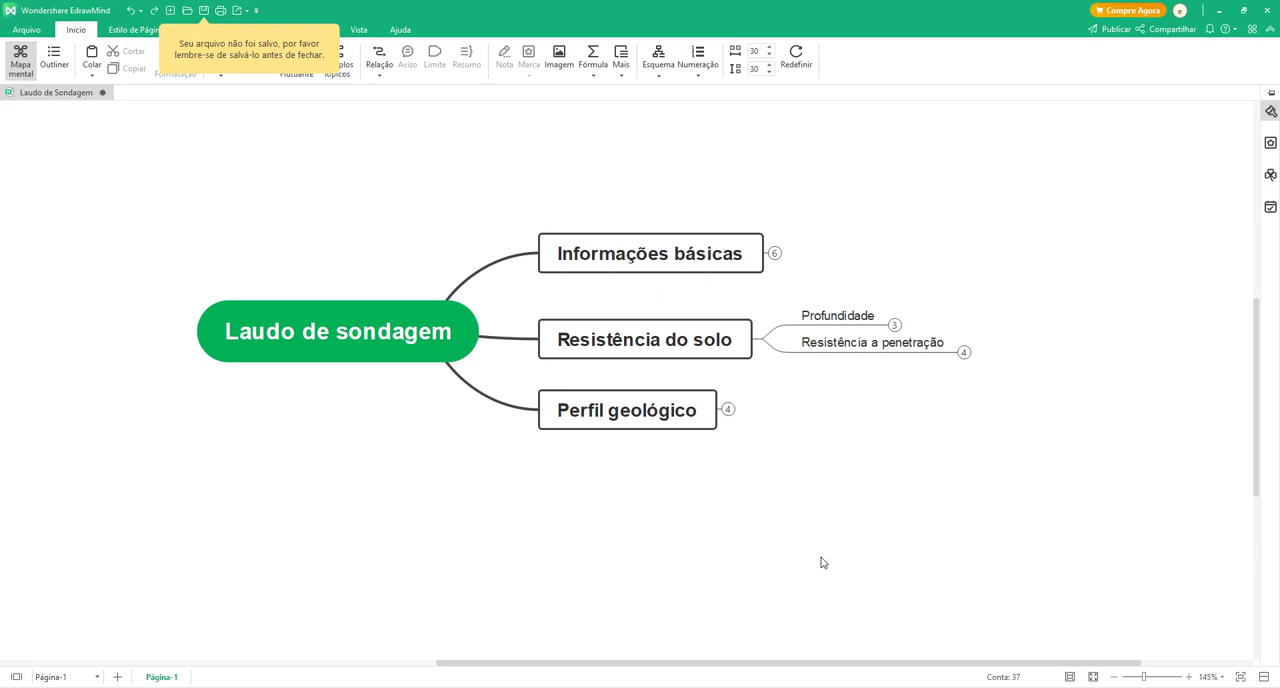 Wondershare EdrawMind
Compre Agora
e
Arquivo
Início
Estilo de Págin
Vista
Ajuda
Publicar
Compartilhar
Seu arquivo não foi salvo, por favor
lembre-se de salvá-lo antes de fechar.
Mapa
mental
Outliner
Colar
Cortar
Copiar
Formatação
Flutuante
Tópicos
Relação
Aviso
Limite
Resumo
Nota
Marca
Imagem
Fórmula
Mais
Esquema
Numeração
30
30
Redefinir
Laudo de Sondagem
Informações básicas
6
Laudo de sondagem
Resistência do solo
Profundidade
3
Resistência a penetração
4
Perfil geológico
4
Página-1
Página-1
Conta: 37
145%